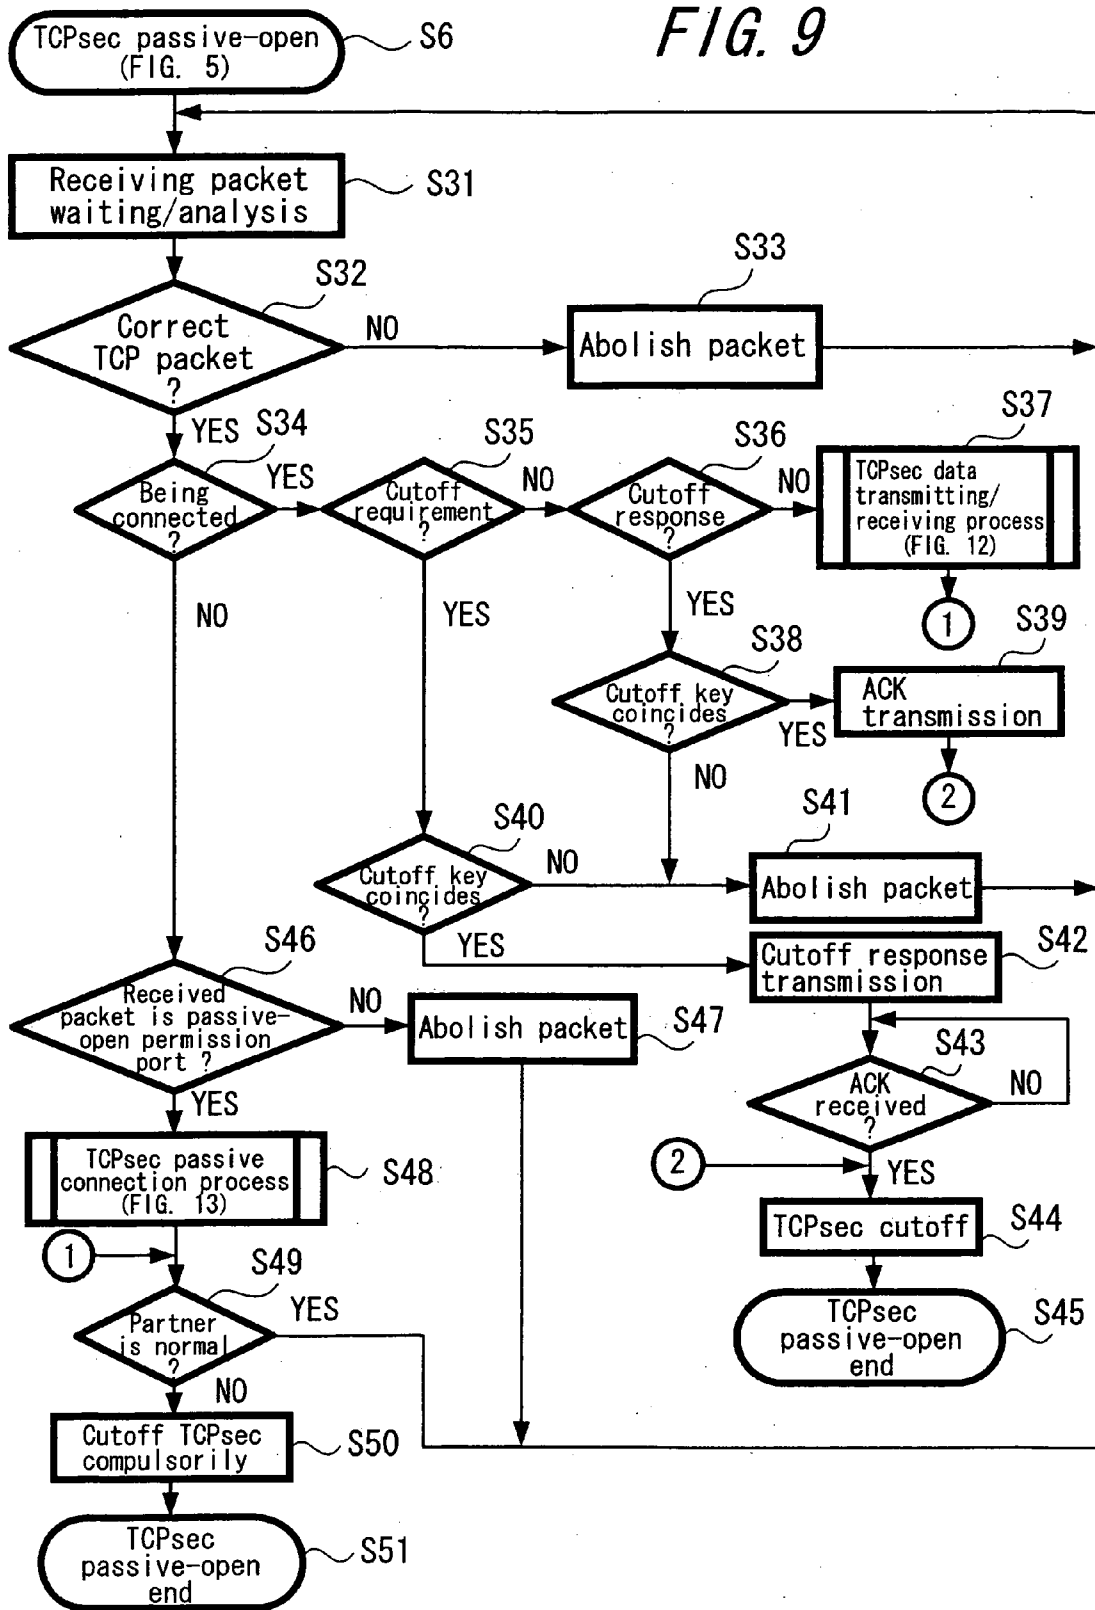 FIG. 9
TCPsec passive-open
(FIG. 5)
S6
Receiving packet
waiting/analysis
S31
S32
Correct
TCP packet
?
NO
S33
Abolish packet
YES
S34
Being
connected
?
YES
S35
Cutoff
requirement
?
NO
S36
Cutoff
response
?
NO
S37
TCPsec data
transmitting/
receiving process
(FIG. 12)
1
NO
YES
YES
S38
Cutoff key
coincides
?
YES
S39
ACK
transmission
2
NO
S40
Cutoff key
coincides
?
NO
S41
Abolish packet
YES
S42
Cutoff response
transmission
S46
Received
packet is passive-
open permission
port ?
NO
Abolish packet
S47
S43
ACK
received
?
NO
YES
YES
TCPsec passive
connection process
(FIG. 13)
S48
2
TCPsec cutoff
S44
1
S49
Partner
is normal
?
YES
TCPsec
passive-open
end
S45
NO
Cutoff TCPsec
compulsorily
S50
TCPsec
passive-open
end
S51